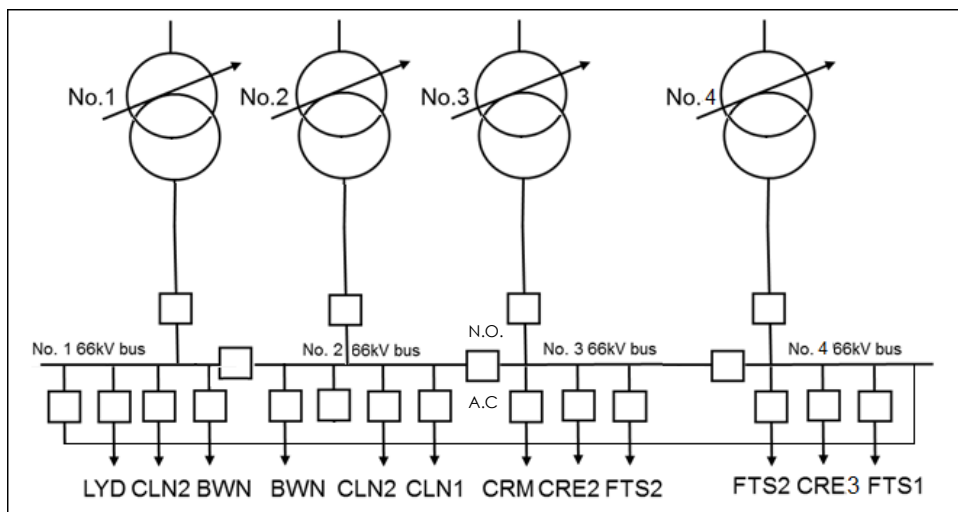 No.1
No.2
No.3
No. 4
N.O.
No. 1 66kV bus
No. 2 66kV bus
No. 3 66kV bus
No. 4 66kV bus
A.C
LYD CLN2 BWN BWN CLN2 CLN1 CRM CRE2 FTS2 FTS2 CRE3 FTS1